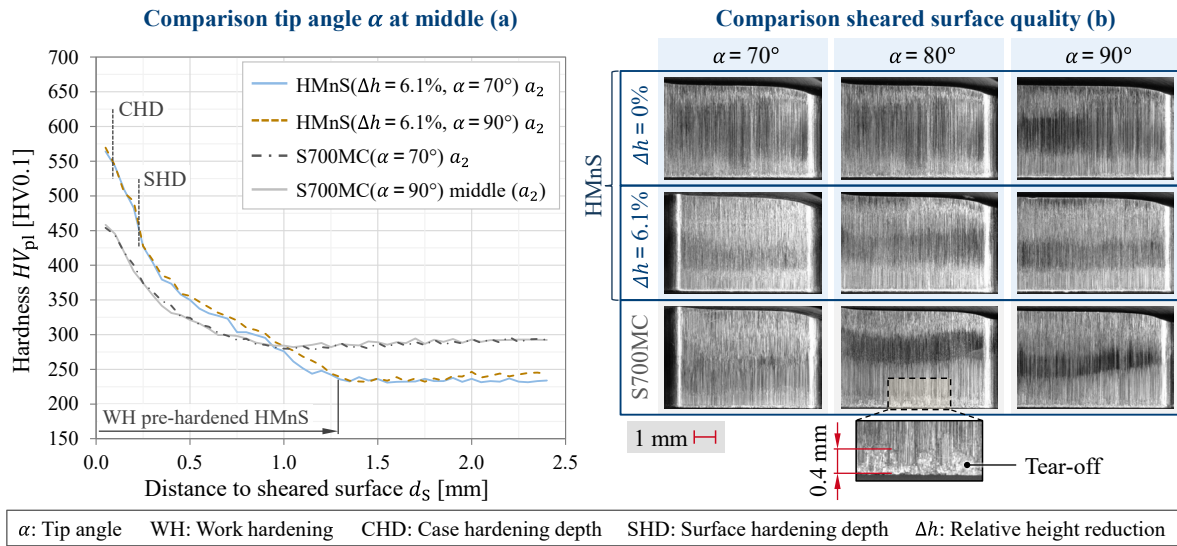 Comparison tip angle α at middle (a)
700
650
600
550
500
450
400
350
300
250
200
150
Hardness HVpl [HV0.1]
CHD
SHD
HMnS(Δh = 6.1%, α = 70°) a2
HMnS(Δh = 6.1%, α = 90°) a2
S700MC(α = 70°) a2
S700MC(α = 90°) middle (a2)
WH pre-hardened HMnS
0.0 0.5 1.0 1.5 2.0 2.5
Distance to sheared surface dS [mm]
Comparison sheared surface quality (b)
α = 70° α = 80° α = 90°
HMnS
Δh = 0%
Δh = 6.1%
S700MC
1 mm
0.4 mm
Tear-off
α: Tip angle WH: Work hardening CHD: Case hardening depth SHD: Surface hardening depth Δh: Relative height reduction